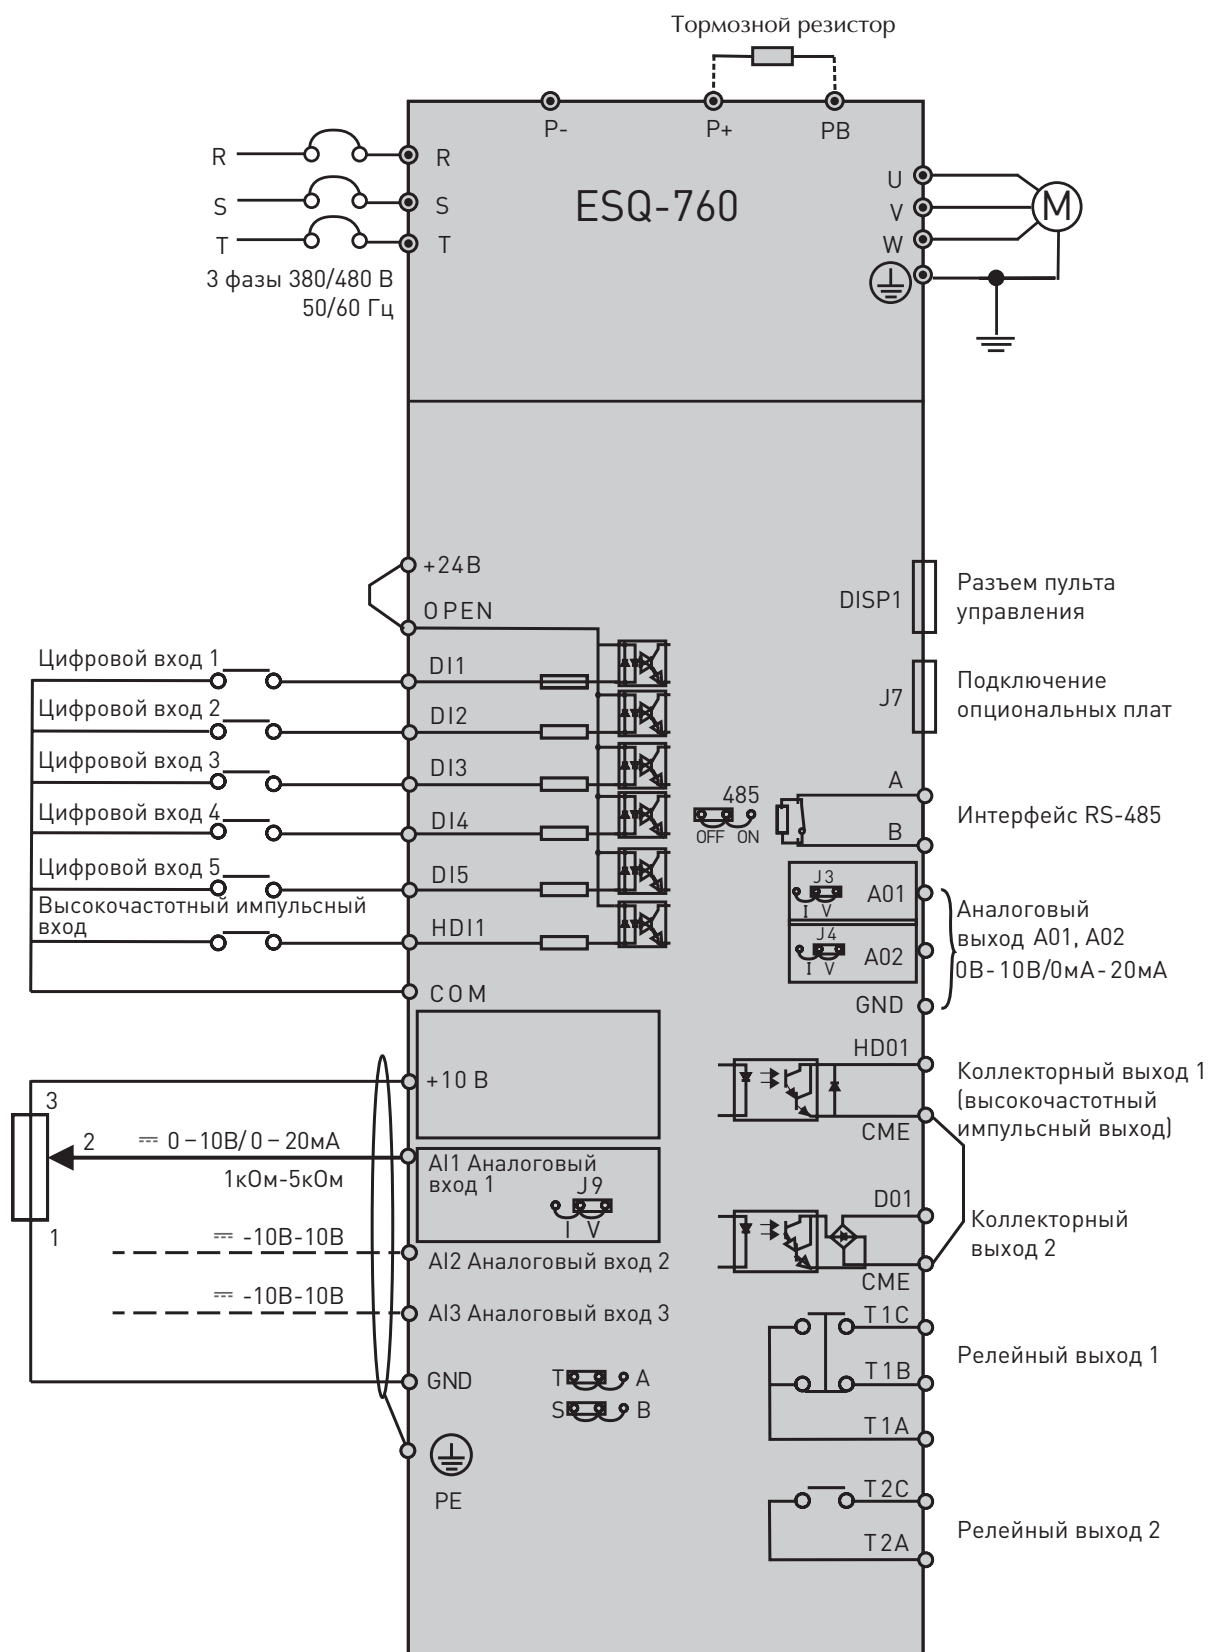 Тормозной резистор
P-
P+
PB
R
R
S
S
T
T
3 фазы 380/480 В
50/60 Гц
ESQ-760
U
V
W
M
+24В
OPEN
DISP1
Разъем пульта
управления
Цифровой вход 1
DI1
J7
Подключение
опциональных плат
Цифровой вход 2
DI2
Цифровой вход 3
DI3
Цифровой вход 4
DI4
485
OFF ON
A
B
Интерфейс RS-485
Цифровой вход 5
DI5
Высокочастотный импульсный
вход
HDI1
COM
J3
I V
A01
J4
I V
A02
GND
Аналоговый
выход A01, A02
0В-10В/0мА-20мА
+10 В
3
2
1
0–10В/0–20мА
1кОм-5кОм
AI1 Аналоговый
вход 1
J9
I V
-10В-10В
AI2 Аналоговый вход 2
-10В-10В
AI3 Аналоговый вход 3
GND
T A
S B
PE
HD01
CME
Коллекторный выход 1
(высокочастотный
импульсный выход)
D01
CME
Коллекторный
выход 2
T1C
T1B
T1A
Релейный выход 1
T2C
T2A
Релейный выход 2